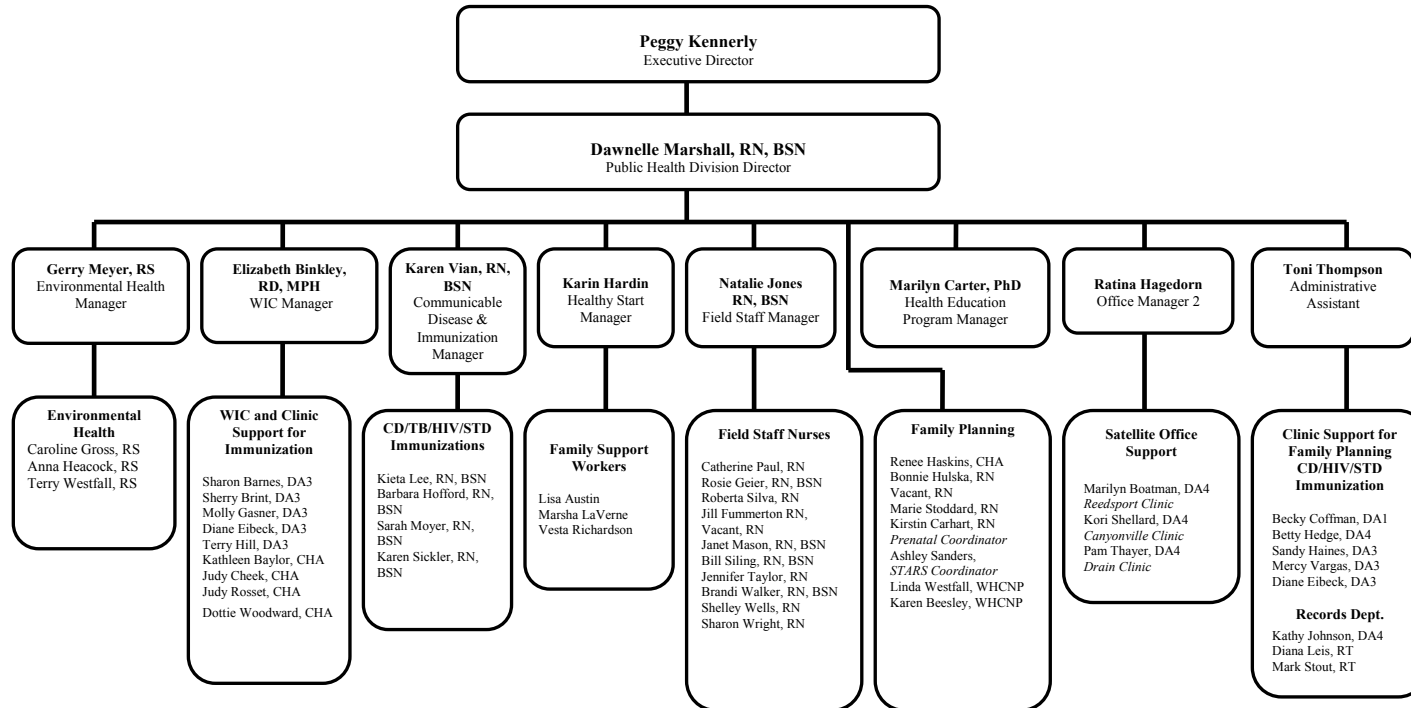 Peggy Kennerly
Executive Director
Dawnelle Marshall, RN, BSN
Public Health Division Director
Gerry Meyer, RS
Environmental Health
Manager
Elizabeth Binkley,
RD, MPH
WIC Manager
Karen Vian, RN,
BSN
Communicable
Disease &
Immunization
Manager
Karin Hardin
Healthy Start
Manager
Natalie Jones
RN, BSN
Field Staff Manager
Marilyn Carter, PhD
Health Education
Program Manager
Ratina Hagedorn
Office Manager 2
Toni Thompson
Administrative
Assistant
Environmental
Health
Caroline Gross, RS
Anna Heacock, RS
Terry Westfall, RS
WIC and Clinic
Support for
Immunization
Sharon Barnes, DA3
Sherry Brint, DA3
Molly Gasner, DA3
Diane Eibeck, DA3
Terry Hill, DA3
Kathleen Baylor, CHA
Judy Cheek, CHA
Judy Rosset, CHA
Dottie Woodward, CHA
CD/TB/HIV/STD
Immunizations
Kieta Lee, RN, BSN
Barbara Hofford, RN,
BSN
Sarah Moyer, RN,
BSN
Karen Sickler, RN,
BSN
Family Support
Workers
Lisa Austin
Marsha LaVerne
Vesta Richardson
Field Staff Nurses
Catherine Paul, RN
Rosie Geier, RN, BSN
Roberta Silva, RN
Jill Fummerton RN,
Vacant, RN
Janet Mason, RN, BSN
Bill Siling, RN, BSN
Jennifer Taylor, RN
Brandi Walker, RN, BSN
Shelley Wells, RN
Sharon Wright, RN
Family Planning
Renee Haskins, CHA
Bonnie Hulska, RN
Vacant, RN
Marie Stoddard, RN
Kirstin Carhart, RN
Prenatal Coordinator
Ashley Sanders,
STARS Coordinator
Linda Westfall, WHCNP
Karen Beesley, WHCNP
Satellite Office
Support
Marilyn Boatman, DA4
Reedsport Clinic
Kori Shellard, DA4
Canyonville Clinic
Pam Thayer, DA4
Drain Clinic
Clinic Support for
Family Planning
CD/HIV/STD
Immunization
Becky Coffman, DA1
Betty Hedge, DA4
Sandy Haines, DA3
Mercy Vargas, DA3
Diane Eibeck, DA3
Records Dept.
Kathy Johnson, DA4
Diana Leis, RT
Mark Stout, RT